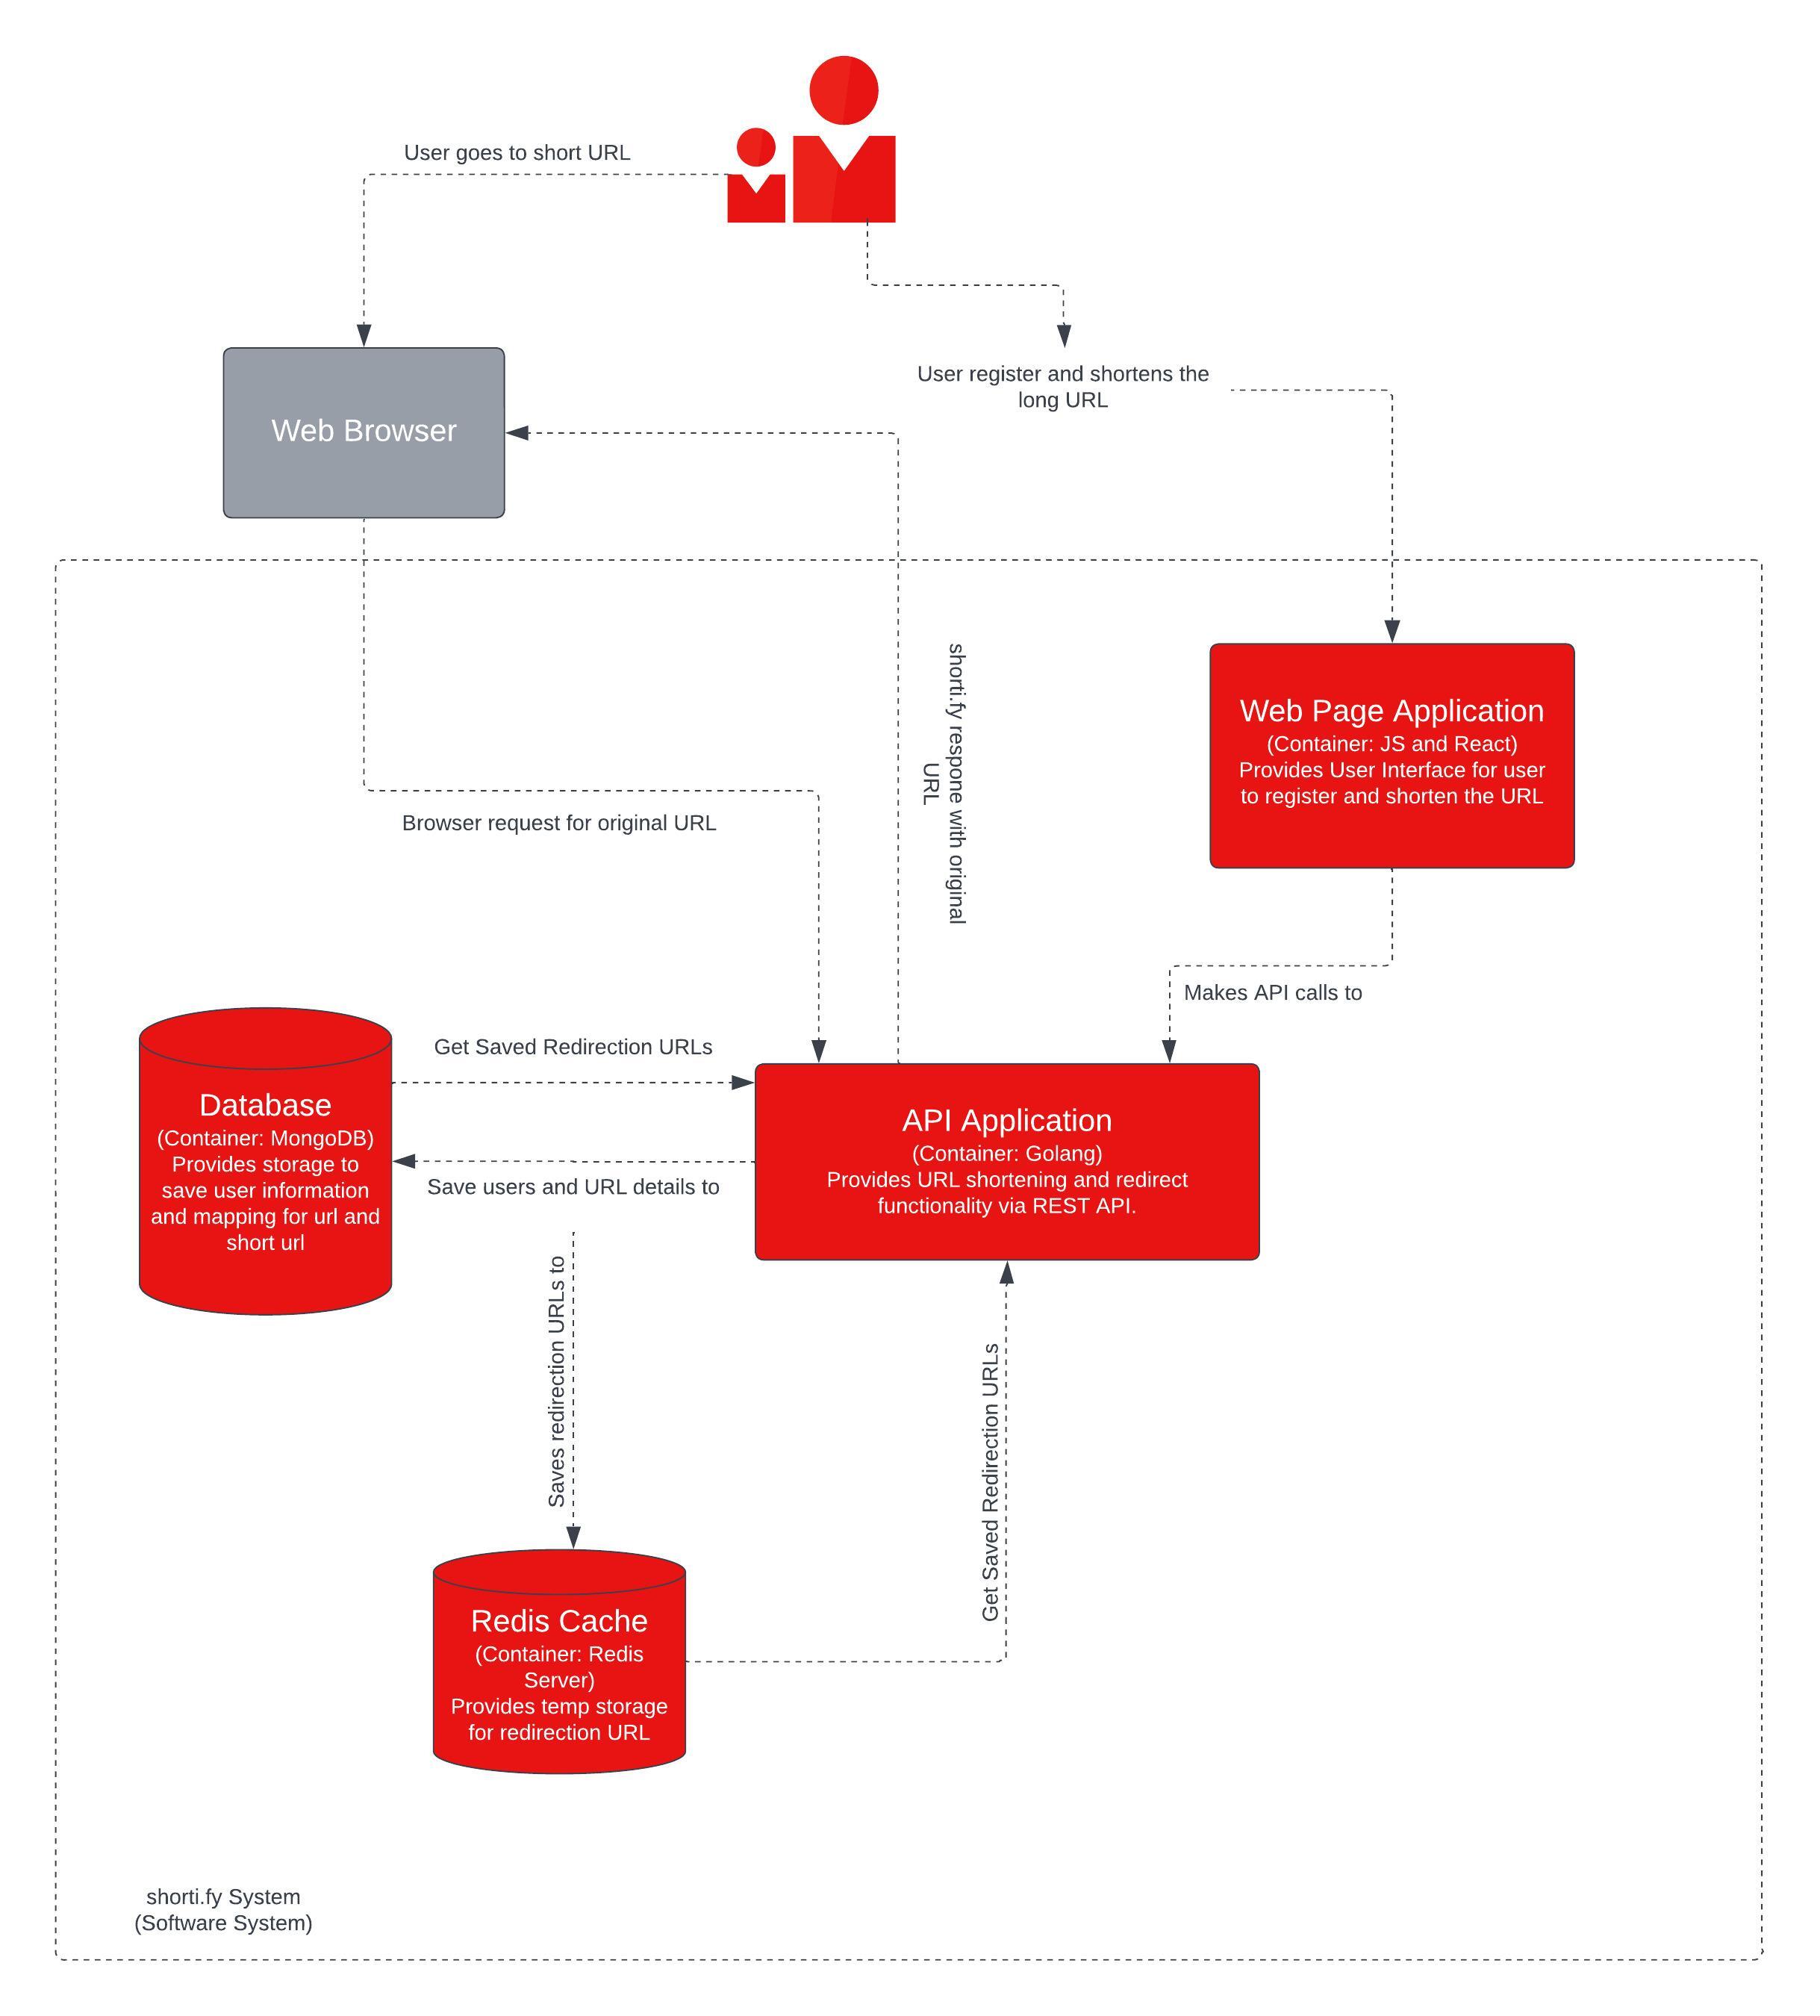 User goes to short URL
User register and shortens the
long URL
Web Browser
shorti.fy respone with original
URL
Web Page Application
(Container: JS and React)
Provides User Interface for user
to register and shorten the URL
Browser request for original URL
Makes API calls to
Get Saved Redirection URLs
Database
(Container: MongoDB)
Provides storage to
save user information
and mapping for url and
short url
API Application
(Container: Golang)
Provides URL shortening and redirect
functionality via REST API.
Save users and URL details to
Saves redirection URLs to
Get Saved Redirection URLs
Redis Cache
(Container: Redis
Server)
Provides temp storage
for redirection URL
shorti.fy System
(Software System)